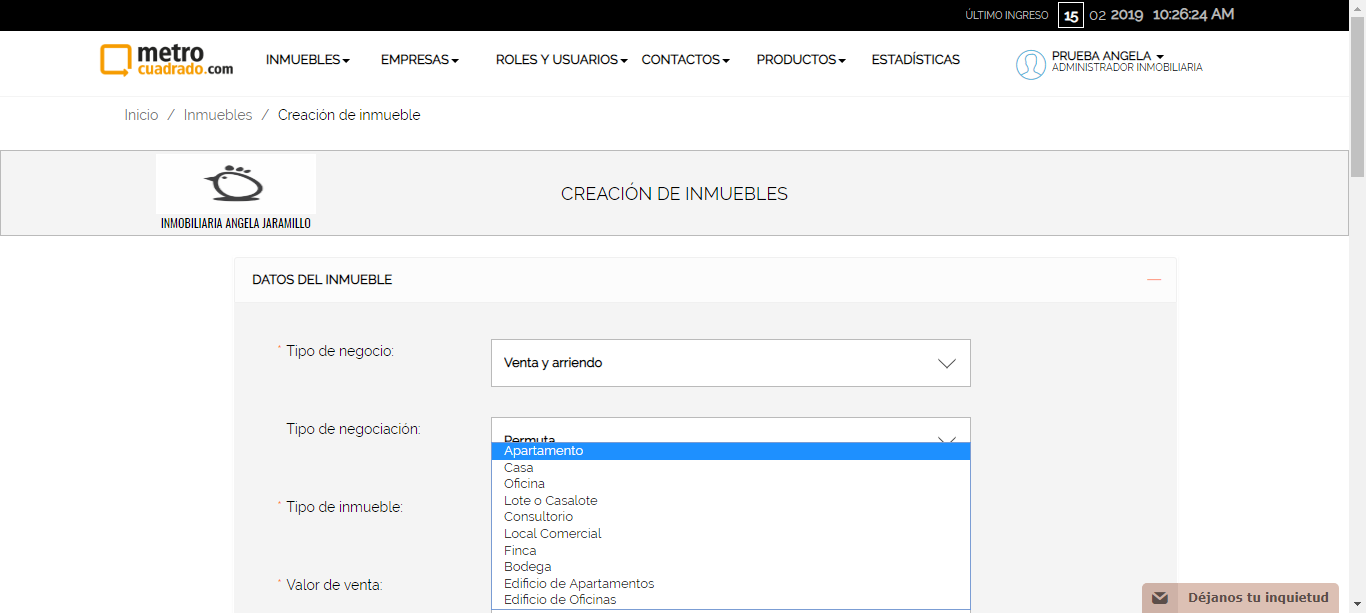 ÚLTIMO INGRESO 15 02 2019 10:26:24 AM
metro
cuadrado.com
INMUEBLES EMPRESAS ROLES Y USUARIOS CONTACTOS PRODUCTOS ESTADÍSTICAS
PRUEBA ANGELA
ADMINISTRADOR INMOBILIARIA
Inicio / Inmuebles / Creación de inmueble
INMOBILIARIA ANGELA JARAMILLO
CREACIÓN DE INMUEBLES
DATOS DEL INMUEBLE
* Tipo de negocio: Venta y arriendo
Tipo de negociación: Permuta
Apartamento
Casa
Oficina
Lote o Casalote
* Tipo de inmueble:
Consultorio
Local Comercial
Finca
Bodega
* Valor de venta:
Edificio de Apartamentos
Edificio de Oficinas
Déjanos tu inquietud